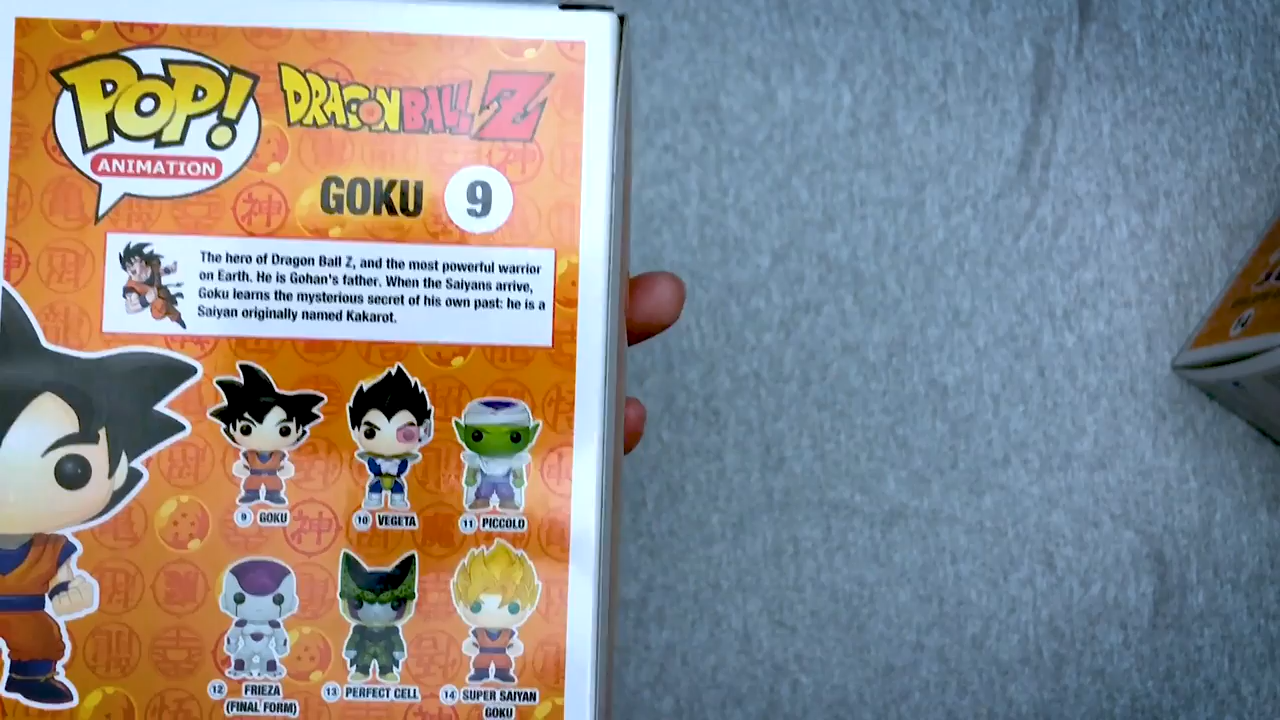 POP!
ANIMATION
DRAGON BALL Z
GOKU 9
The hero of Dragon Ball Z, and the most powerful warrior
on Earth. He is Gohan's father. When the Saiyans arrive,
Goku learns the mysterious secret of his own past: he is a
Saiyan originally named Kakarot.
9 GOKU
10 VEGETA
11 PICCOLO
12 FRIEZA
(FINAL FORM)
13 PERFECT CELL
14 SUPER SAIYAN
GOKU
神
神